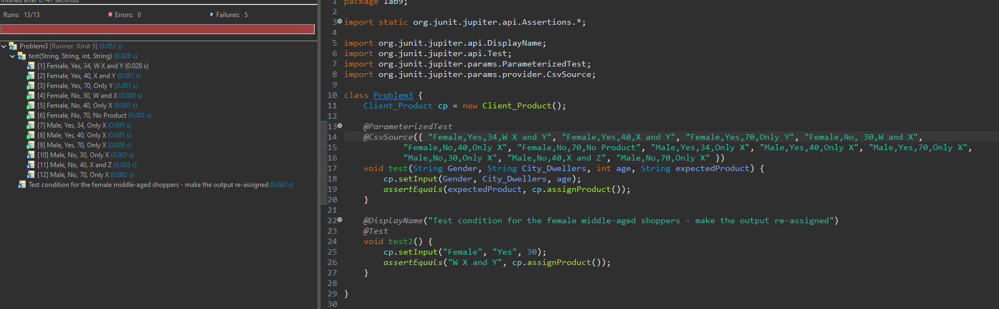 finished after 0.141 seconds
Runs: 13/13 Errors: 0 Failures: 5
Problem3 [Runner: JUnit 5] (0.053 s)
test(String, String, int, String) (0.028 s)
[1] Female, Yes, 34, W X and Y (0.028 s)
[2] Female, Yes, 40, X and Y (0.001 s)
[3] Female, Yes, 70, Only Y (0.001 s)
[4] Female, No, 30, W and X (0.000 s)
[5] Female, No, 40, Only X (0.001 s)
[6] Female, No, 70, No Product (0.001 s)
[7] Male, Yes, 34, Only X (0.001 s)
[8] Male, Yes, 40, Only X (0.001 s)
[9] Male, Yes, 70, Only X (0.000 s)
[10] Male, No, 30, Only X (0.002 s)
[11] Male, No, 40, X and Z (0.003 s)
[12] Male, No, 70, Only X (0.002 s)
Test condition for the female middle-aged shoppers - make the output re-assigned (0.002 s)
1 package lab9;
2
3 import static org.junit.jupiter.api.Assertions.*;
4
5 import org.junit.jupiter.api.DisplayName;
6 import org.junit.jupiter.api.Test;
7 import org.junit.jupiter.params.ParameterizedTest;
8 import org.junit.jupiter.params.provider.CsvSource;
9
10 class Problem3 {
11 Client_Product cp = new Client_Product();
12
13 @ParameterizedTest
14 @CsvSource({ "Female,Yes,34,W X and Y", "Female,Yes,40,X and Y", "Female,Yes,70,Only Y", "Female,No, 30,W and X",
15 "Female,No,40,Only X", "Female,No,70,No Product", "Male,Yes,34,Only X", "Male,Yes,40,Only X", "Male,Yes,70,Only X",
16 "Male,No,30,Only X", "Male,No,40,X and Z", "Male,No,70,Only X" })
17 void test(String Gender, String City_Dwellers, int age, String expectedProduct) {
18 cp.setInput(Gender, City_Dwellers, age);
19 assertEquals(expectedProduct, cp.assignProduct());
20 }
21
22 @DisplayName("Test condition for the female middle-aged shoppers - make the output re-assigned")
23 @Test
24 void test2() {
25 cp.setInput("Female", "Yes", 30);
26 assertEquals("W X and Y", cp.assignProduct());
27 }
28
29 }
30